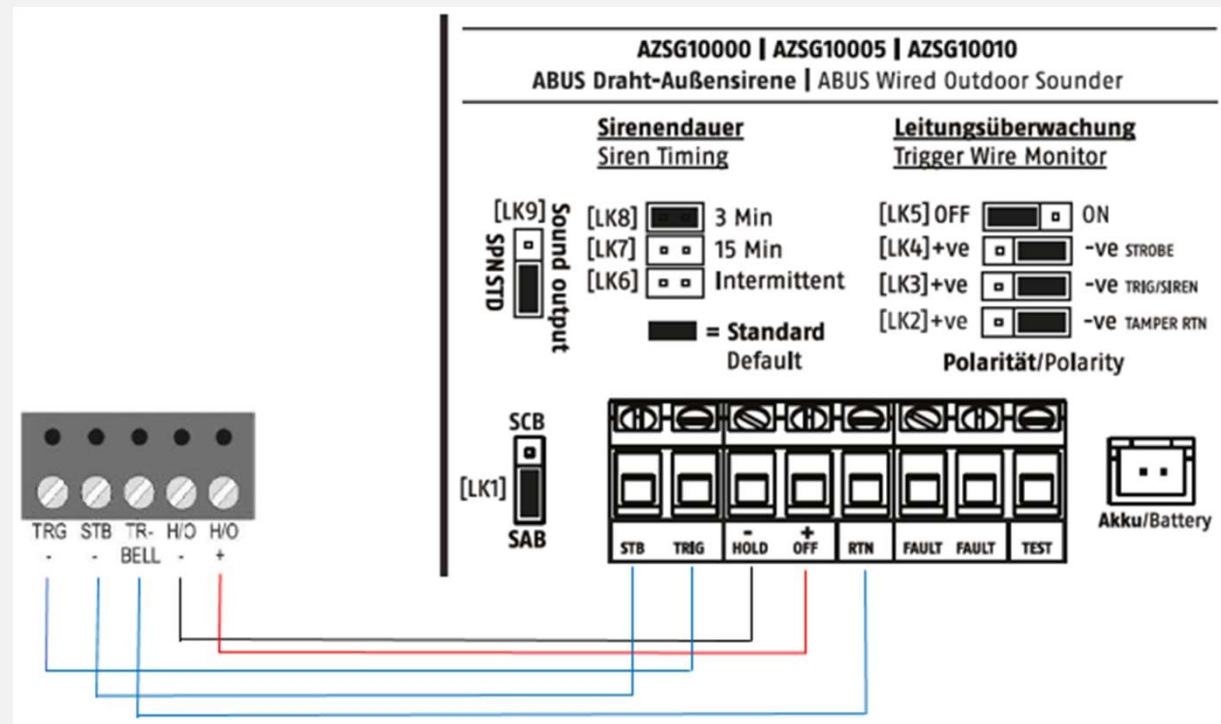 AZSG10000 | AZSG10005 | AZSG10010
ABUS Draht-Außensirene | ABUS Wired Outdoor Sounder
Sirenendauer
Siren Timing
Leitungsüberwachung
Trigger Wire Monitor
[LK9]
SPN STD
Sound output
[LK8] 3 Min
[LK7] 15 Min
[LK6] Intermittent
= Standard
Default
[LK5] OFF ON
[LK4] +ve -ve STROBE
[LK3] +ve -ve TRIG/SIREN
[LK2] +ve -ve TAMPER RTN
Polarität/Polarity
SCB
[LK1]
SAB
- +
STB TRIG HOLD OFF RTN FAULT FAULT TEST
Akku/Battery
TRG STB TR- H/O H/O
- - BELL - +